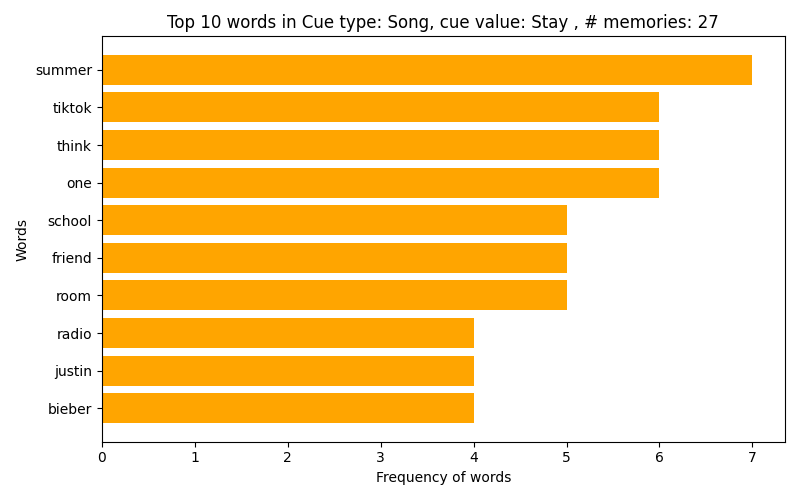 Top 10 words in Cue type: Song, cue value: Stay , # memories: 27
summer
tiktok
think
one
school
friend
room
radio
justin
bieber
Words
0 1 2 3 4 5 6 7
Frequency of words